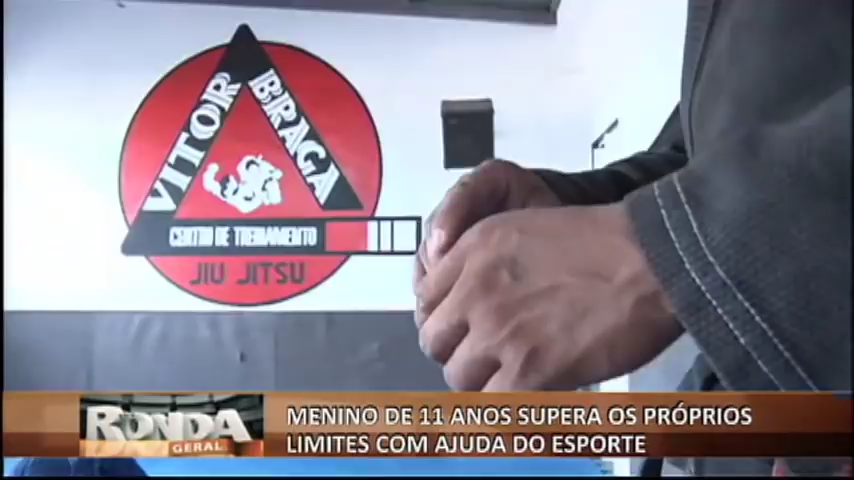 VITOR BRAGA
CENTRO DE TREINAMENTO
JIU JITSU
RONDA
GERAL
MENINO DE 11 ANOS SUPERA OS PRÓPRIOS
LIMITES COM AJUDA DO ESPORTE